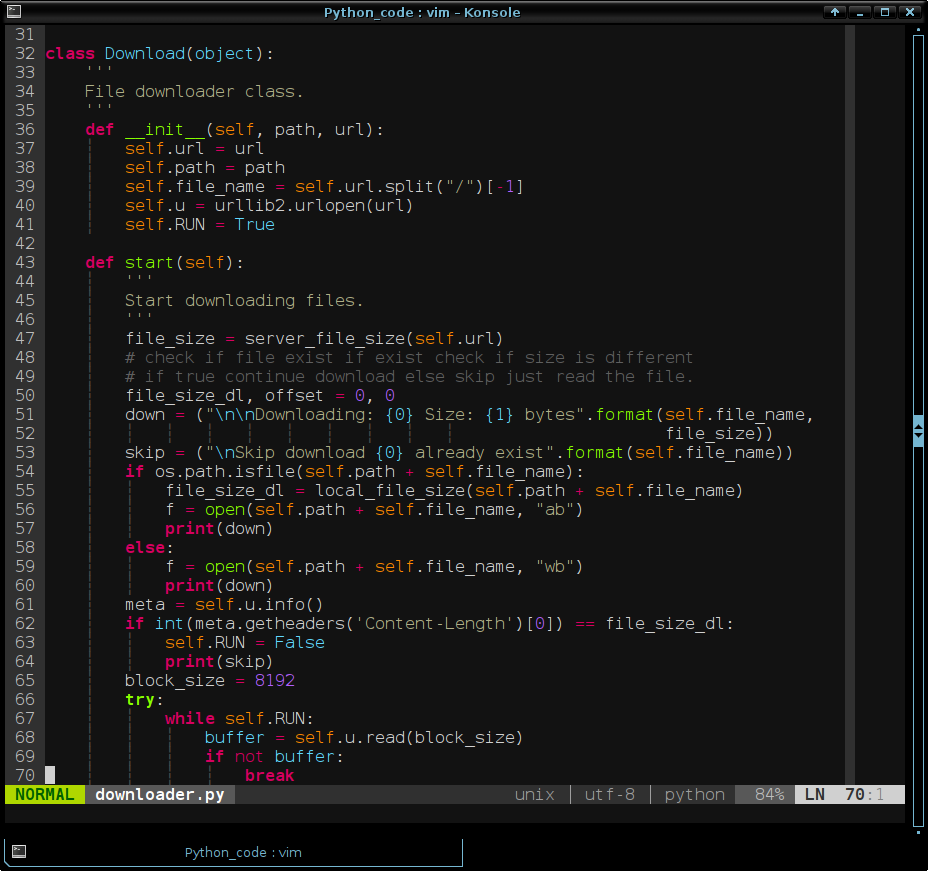 Python_code : vim – Konsole
31
32 class Download(object):
33     '''
34     File downloader class.
35     '''
36     def __init__(self, path, url):
37         self.url = url
38         self.path = path
39         self.file_name = self.url.split("/")[-1]
40         self.u = urllib2.urlopen(url)
41         self.RUN = True
42
43     def start(self):
44         '''
45         Start downloading files.
46         '''
47         file_size = server_file_size(self.url)
48         # check if file exist if exist check if size is different
49         # if true continue download else skip just read the file.
50         file_size_dl, offset = 0, 0
51         down = ("\n\nDownloading: {0} Size: {1} bytes".format(self.file_name,
52                                                               file_size))
53         skip = ("\nSkip download {0} already exist".format(self.file_name))
54         if os.path.isfile(self.path + self.file_name):
55             file_size_dl = local_file_size(self.path + self.file_name)
56             f = open(self.path + self.file_name, "ab")
57             print(down)
58         else:
59             f = open(self.path + self.file_name, "wb")
60             print(down)
61         meta = self.u.info()
62         if int(meta.getheaders('Content-Length')[0]) == file_size_dl:
63             self.RUN = False
64             print(skip)
65         block_size = 8192
66         try:
67             while self.RUN:
68                 buffer = self.u.read(block_size)
69                 if not buffer:
70                     break
NORMAL downloader.py unix | utf-8 | python 84% LN 70:1
Python_code : vim